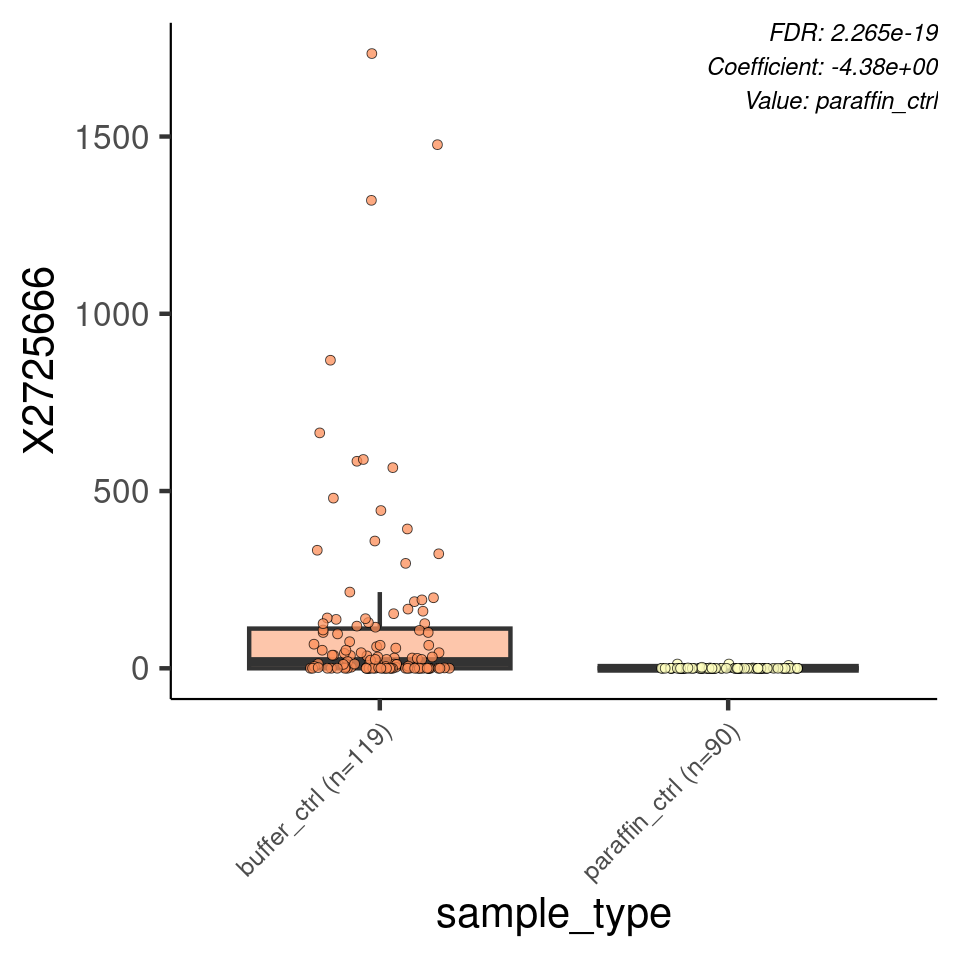 FDR: 2.265e-19
Coefficient: -4.38e+00
Value: paraffin_ctrl
1500
1000
500
0
X2725666
buffer_ctrl (n=119)
paraffin_ctrl (n=90)
sample_type